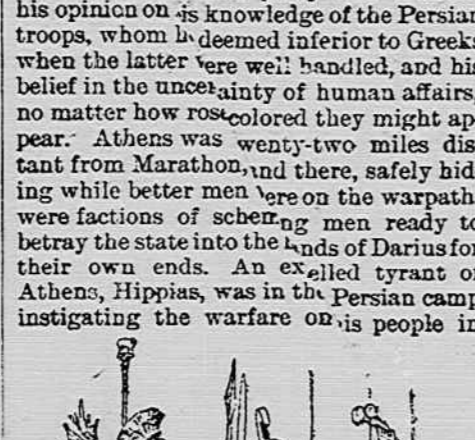 his opinion on his knowledge of the Persian
troops, whom he deemed inferior to Greeks
when the latter were well handled, and his
belief in the uncertainty of human affairs,
no matter how rose colored they might ap
pear. Athens was twenty-two miles dis
tant from Marathon, and there, safely hid
ing while better men were on the warpath,
were factions of scheming men ready to
betray the state into the hands of Darius for
their own ends. An expelled tyrant of
Athens, Hippias, was in the Persian camp
instigating the warfare on his people in